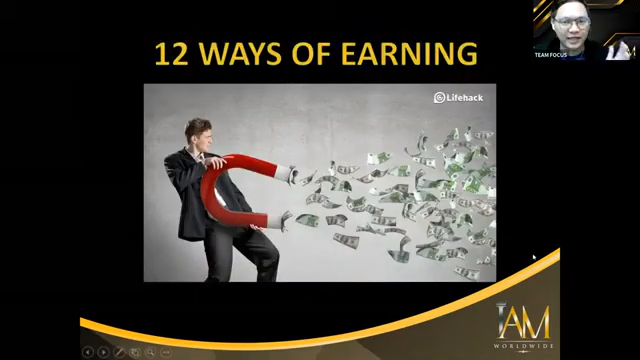 12 WAYS OF EARNING
Lifehack
TEAM FOCUS
IAM
WORLDWIDE